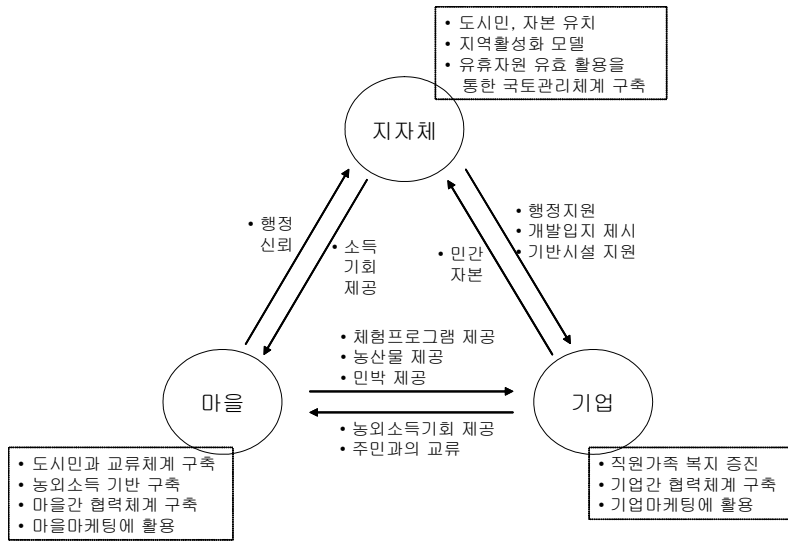 • 도시민, 자본 유치
• 지역활성화 모델
• 유휴자원 유효 활용을
통한 국토관리체계 구축
지자체
• 행정
신뢰
• 소득
기회
제공
• 민간
자본
• 행정지원
• 개발입지 제시
• 기반시설 지원
• 체험프로그램 제공
• 농산물 제공
• 민박 제공
마을
기업
• 농외소득기회 제공
• 주민과의 교류
• 도시민과 교류체계 구축
• 농외소득 기반 구축
• 마을간 협력체계 구축
• 마을마케팅에 활용
• 직원가족 복지 증진
• 기업간 협력체계 구축
• 기업마케팅에 활용